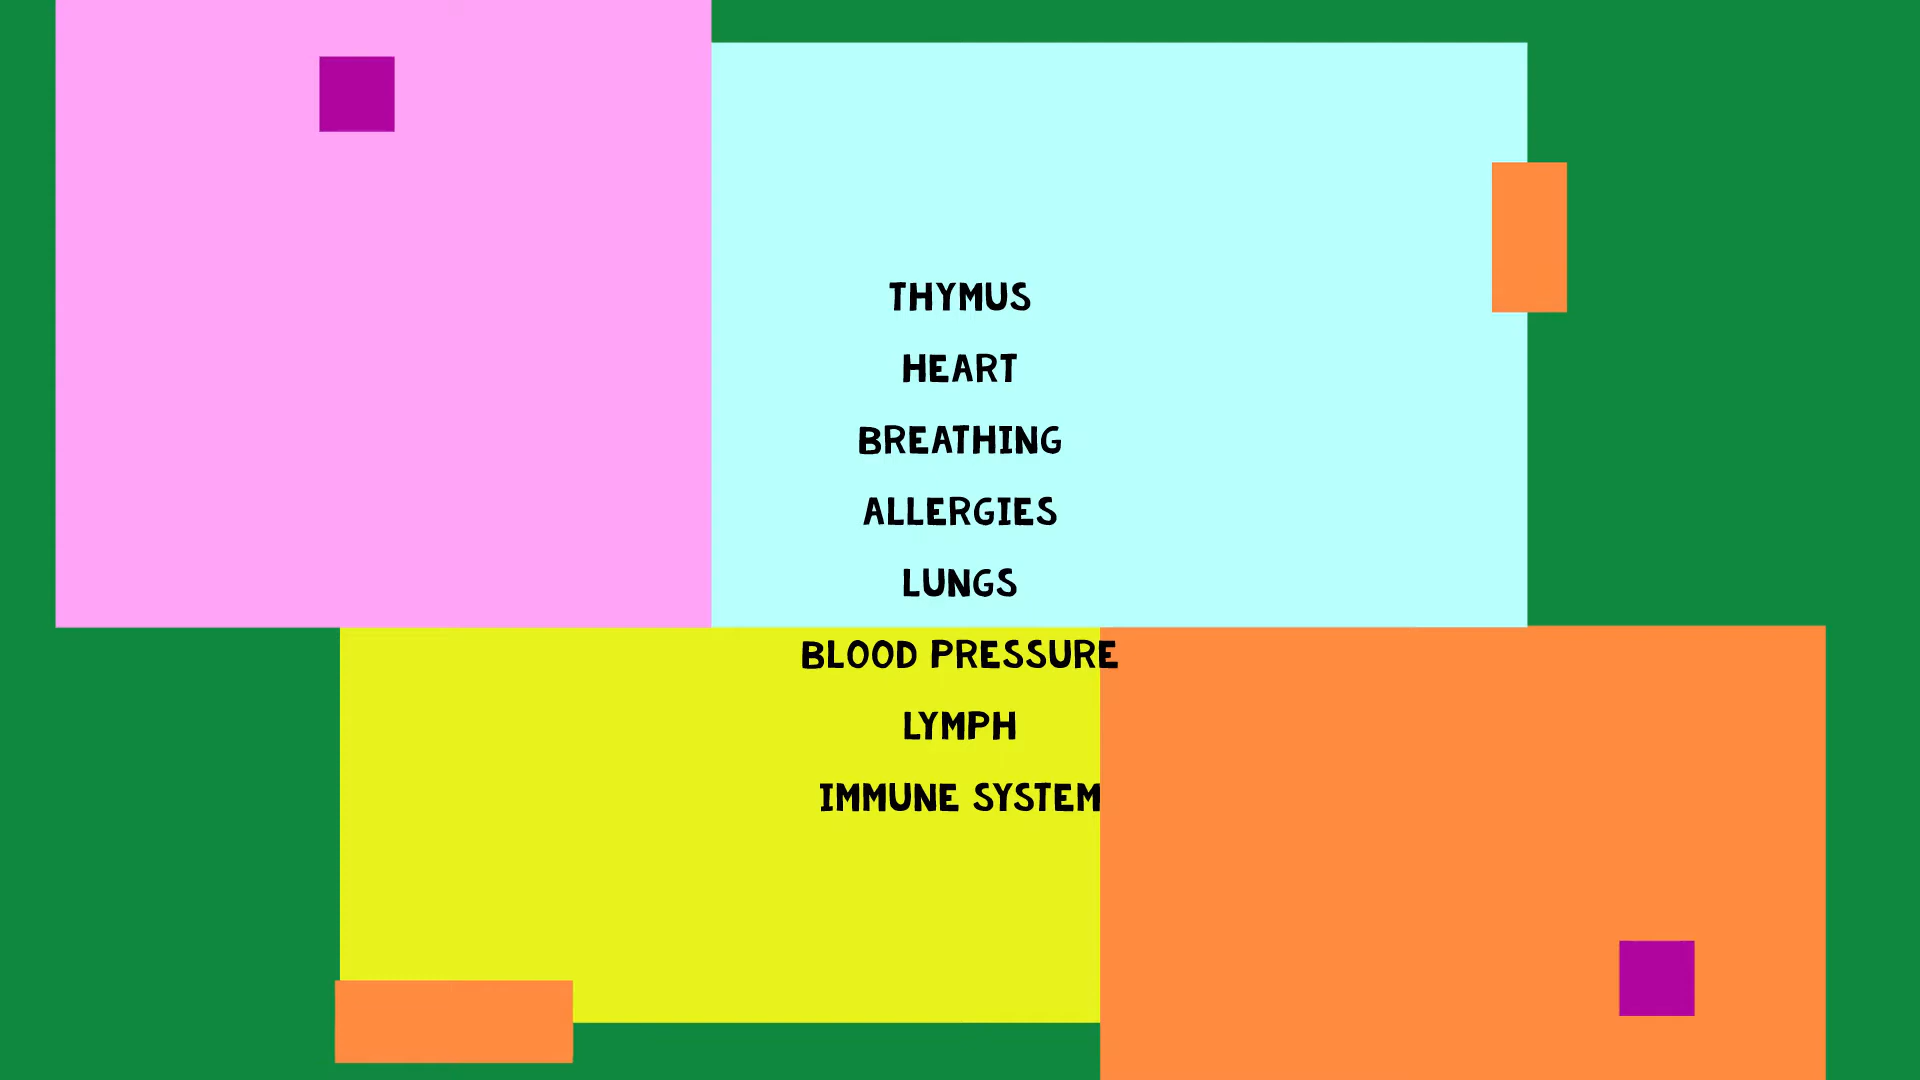 THYMUS
HEART
BREATHING
ALLERGIES
LUNGS
BLOOD PRESSURE
LYMPH
IMMUNE SYSTEM